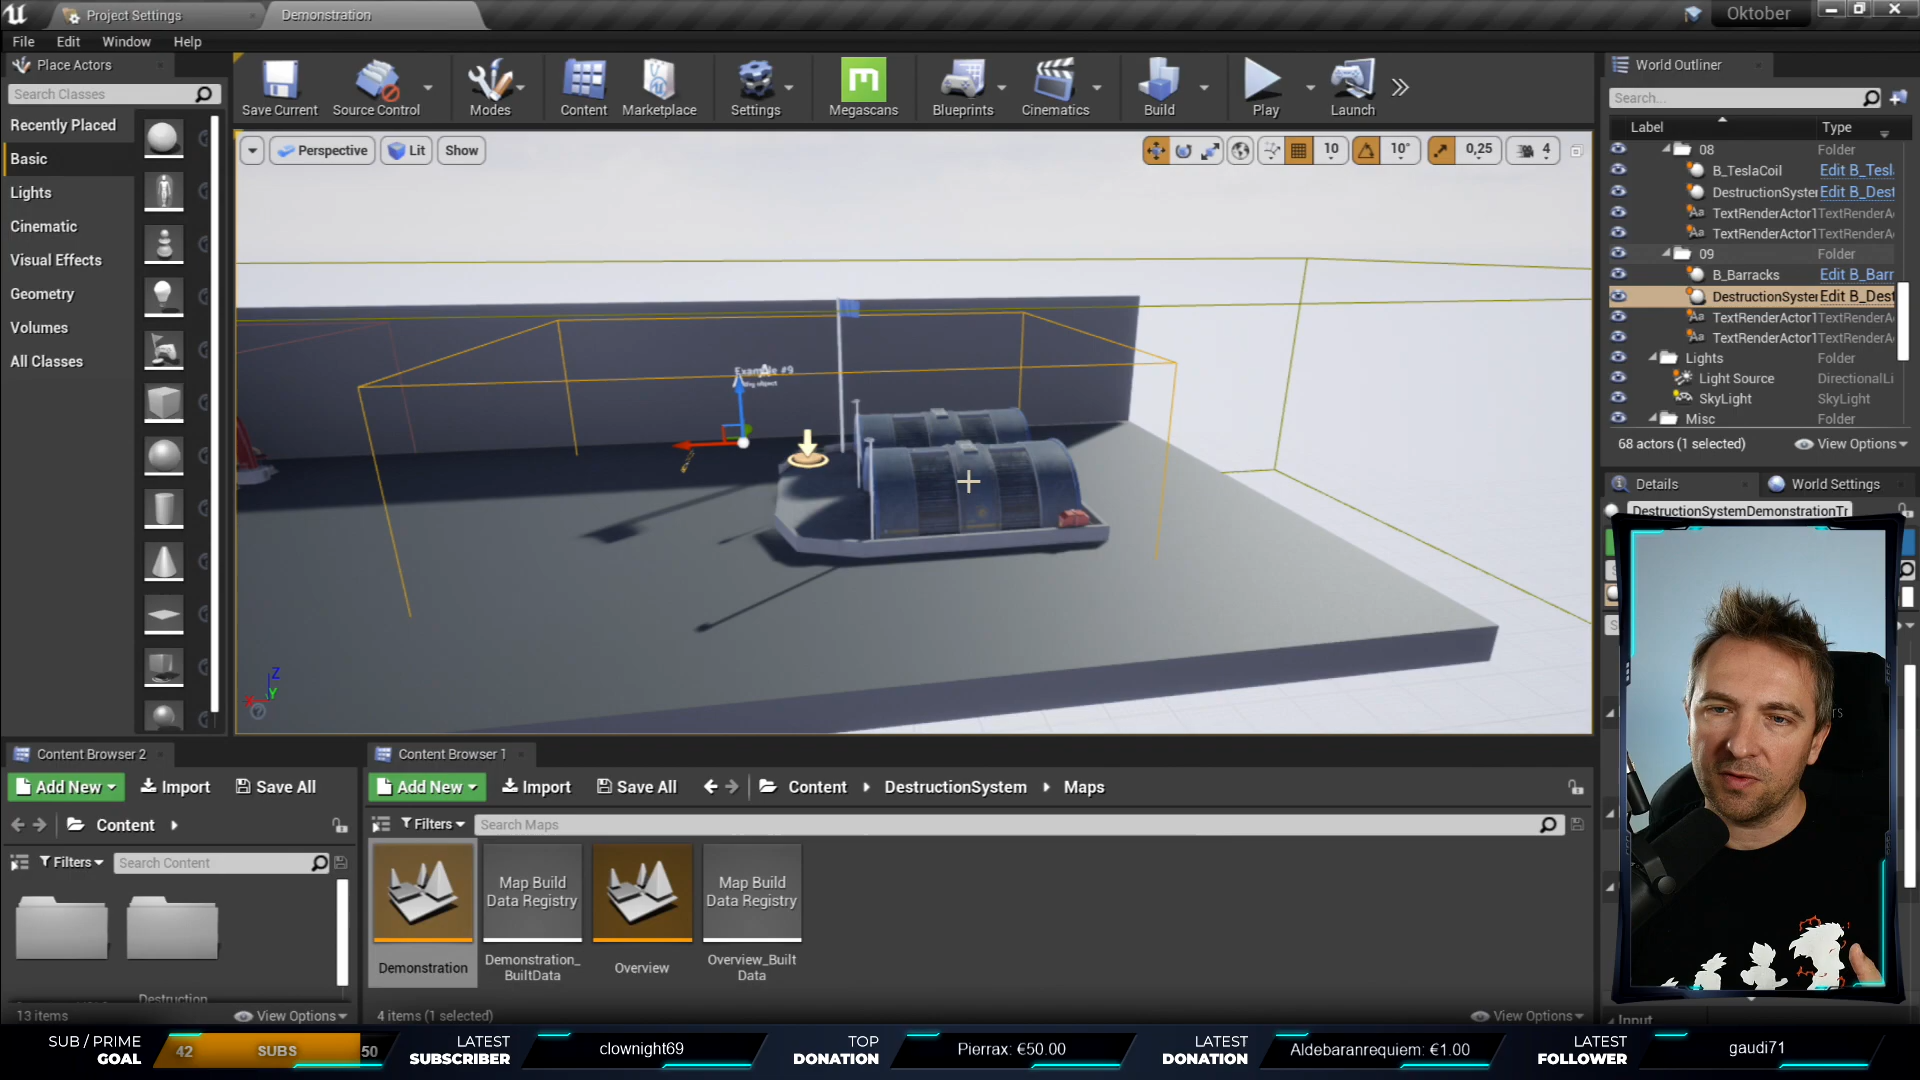 Project Settings
Demonstration
Oktober
File
Edit
Window
Help
Place Actors
Search Classes
Recently Placed
Basic
Lights
Cinematic
Visual Effects
Geometry
Volumes
All Classes
Save Current
Source Control
Modes
Content
Marketplace
Settings
Megascans
Blueprints
Cinematics
Build
Play
Launch
Perspective
Lit
Show
10
10°
0,25
4
Example #9
World Outliner
Search...
Label
Type
08
Folder
B_TeslaCoil
Edit B_Tesl
DestructionSyster
Edit B_Dest
TextRenderActor1
TextRenderA
TextRenderActor1
TextRenderA
09
Folder
B_Barracks
Edit B_Barr
DestructionSyster
Edit B_Dest
TextRenderActor1
TextRenderA
TextRenderActor1
TextRenderA
Lights
Folder
Light Source
DirectionalLi
SkyLight
SkyLight
Misc
Folder
68 actors (1 selected)
View Options
Details
World Settings
DestructionSystemDemonstrationTr
Input
Content Browser 2
Add New
Import
Save All
Content
Filters
Search Content
Destruction
13 items
View Options
Content Browser 1
Add New
Import
Save All
Content
DestructionSystem
Maps
Filters
Search Maps
Demonstration
Map Build
Data Registry
Demonstration_
BuiltData
Overview
Map Build
Data Registry
Overview_Built
Data
4 items (1 selected)
View Options
SUB / PRIME
GOAL
42
SUBS
50
LATEST
SUBSCRIBER
clownight69
TOP
DONATION
Pierrax: €50.00
LATEST
DONATION
Aldebaranrequiem: €1.00
LATEST
FOLLOWER
gaudi71